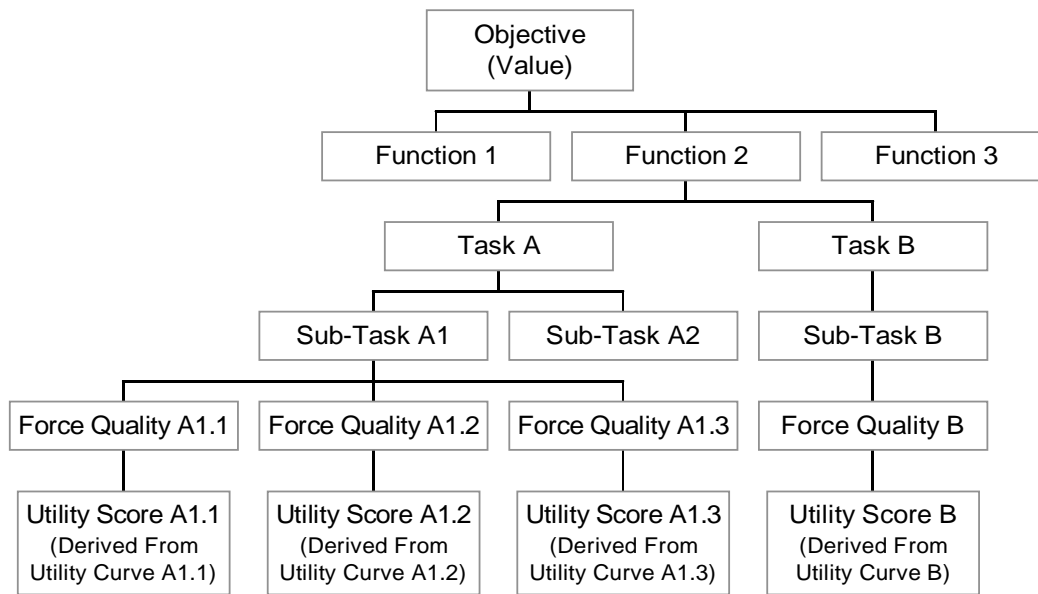 Objective
(Value)
Function 1
Function 2
Function 3
Task A
Task B
Sub-Task A1
Sub-Task A2
Sub-Task B
Force Quality A1.1
Force Quality A1.2
Force Quality A1.3
Force Quality B
Utility Score A1.1
(Derived From
Utility Curve A1.1)
Utility Score A1.2
(Derived From
Utility Curve A1.2)
Utility Score A1.3
(Derived From
Utility Curve A1.3)
Utility Score B
(Derived From
Utility Curve B)